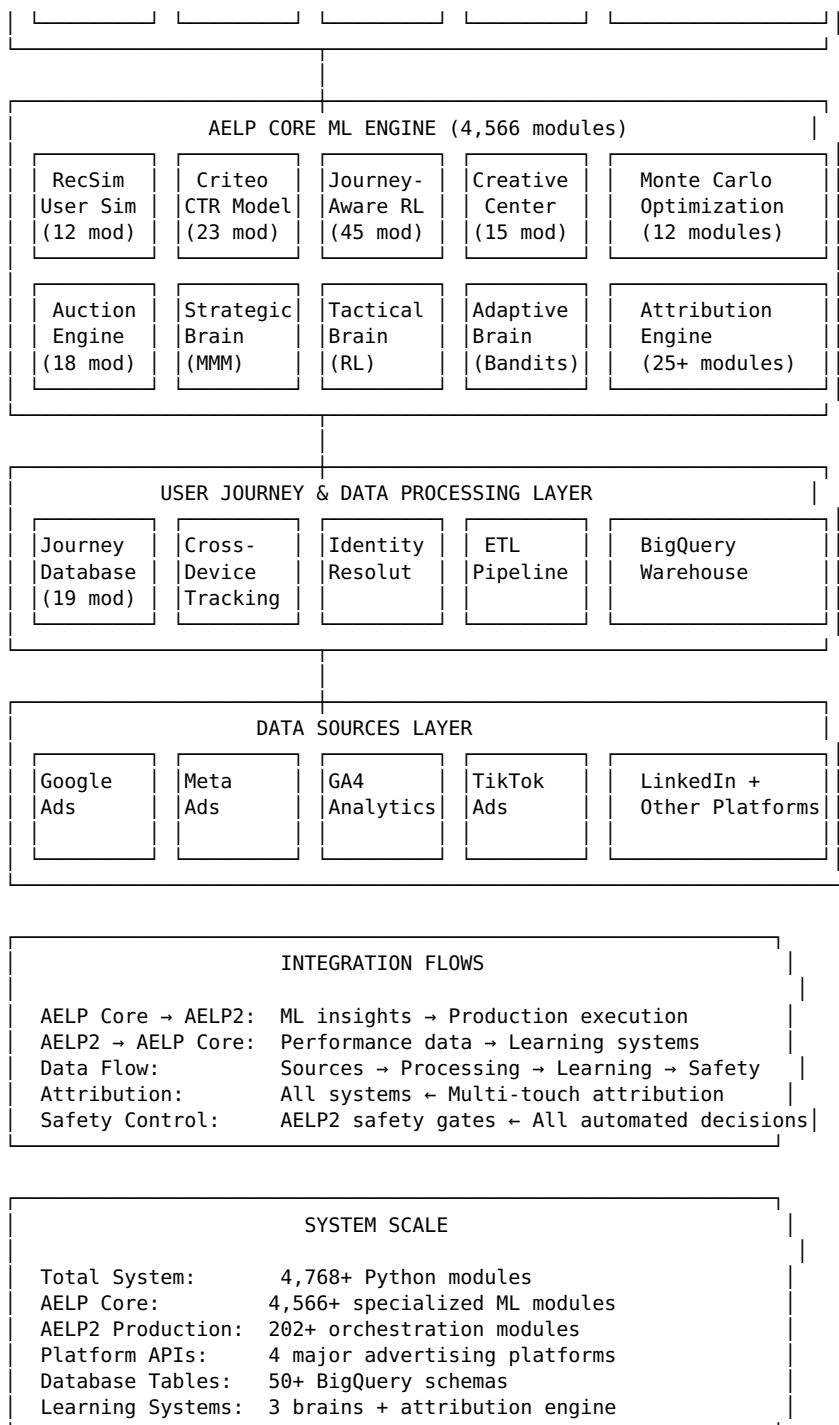 AELP CORE ML ENGINE (4,566 modules)
RecSim Criteo Journey- Creative Monte Carlo
User Sim CTR Model Aware RL Center Optimization
(12 mod) (23 mod) (45 mod) (15 mod) (12 modules)
Auction Strategic Tactical Adaptive Attribution
Engine Brain Brain Brain Engine
(18 mod) (MMM) (RL) (Bandits) (25+ modules)
USER JOURNEY & DATA PROCESSING LAYER
Journey Cross- Identity ETL BigQuery
Database Device Resolut Pipeline Warehouse
(19 mod) Tracking
DATA SOURCES LAYER
Google Meta GA4 TikTok LinkedIn +
Ads Ads Analytics Ads Other Platforms
INTEGRATION FLOWS
AELP Core → AELP2: ML insights → Production execution
AELP2 → AELP Core: Performance data → Learning systems
Data Flow: Sources → Processing → Learning → Safety
Attribution: All systems ← Multi-touch attribution
Safety Control: AELP2 safety gates ← All automated decisions
SYSTEM SCALE
Total System: 4,768+ Python modules
AELP Core: 4,566+ specialized ML modules
AELP2 Production: 202+ orchestration modules
Platform APIs: 4 major advertising platforms
Database Tables: 50+ BigQuery schemas
Learning Systems: 3 brains + attribution engine